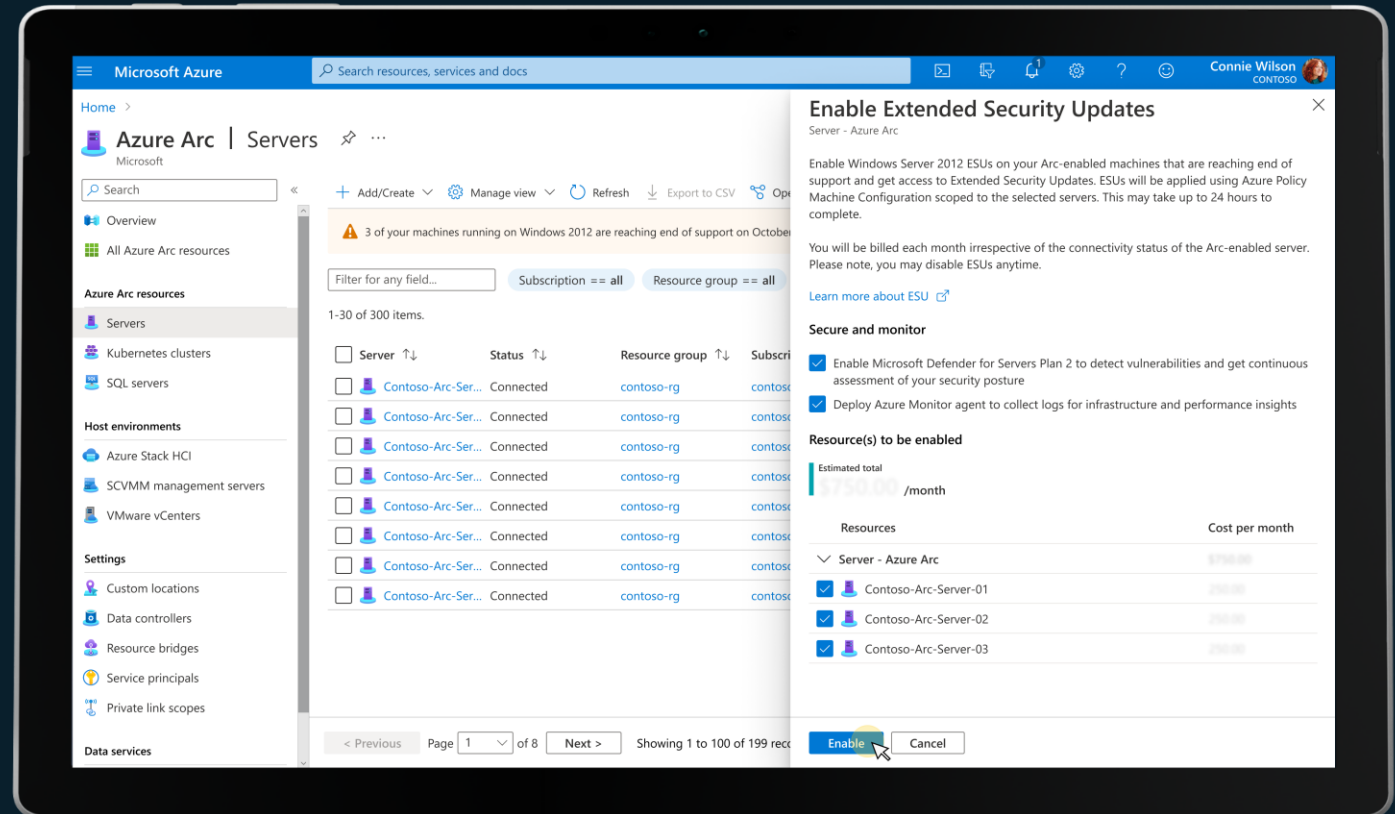 Microsoft Azure
Search resources, services and docs
1
Connie Wilson
CONTOSO
Home >
Azure Arc | Servers
Microsoft
Search
«
Overview
All Azure Arc resources
Azure Arc resources
Servers
Kubernetes clusters
SQL servers
Host environments
Azure Stack HCI
SCVMM management servers
VMware vCenters
Settings
Custom locations
Data controllers
Resource bridges
Service principals
Private link scopes
Data services
Add/Create Manage view Refresh Export to CSV Ope
3 of your machines running on Windows 2012 are reaching end of support on October
Filter for any field... Subscription == all Resource group == all
1-30 of 300 items.
Server ↑↓ Status ↑↓ Resource group ↑↓ Subscri
Contoso-Arc-Ser... Connected contoso-rg contoso
Contoso-Arc-Ser... Connected contoso-rg contoso
Contoso-Arc-Ser... Connected contoso-rg contoso
Contoso-Arc-Ser... Connected contoso-rg contoso
Contoso-Arc-Ser... Connected contoso-rg contoso
Contoso-Arc-Ser... Connected contoso-rg contoso
Contoso-Arc-Ser... Connected contoso-rg contoso
Contoso-Arc-Ser... Connected contoso-rg contoso
< Previous Page 1 of 8 Next > Showing 1 to 100 of 199 reco
Enable Extended Security Updates
Server - Azure Arc
Enable Windows Server 2012 ESUs on your Arc-enabled machines that are reaching end of
support and get access to Extended Security Updates. ESUs will be applied using Azure Policy
Machine Configuration scoped to the selected servers. This may take up to 24 hours to
complete.
You will be billed each month irrespective of the connectivity status of the Arc-enabled server.
Please note, you may disable ESUs anytime.
Learn more about ESU
Secure and monitor
Enable Microsoft Defender for Servers Plan 2 to detect vulnerabilities and get continuous
assessment of your security posture
Deploy Azure Monitor agent to collect logs for infrastructure and performance insights
Resource(s) to be enabled
Estimated total
/month
Resources Cost per month
Server - Azure Arc
Contoso-Arc-Server-01
Contoso-Arc-Server-02
Contoso-Arc-Server-03
Enable Cancel